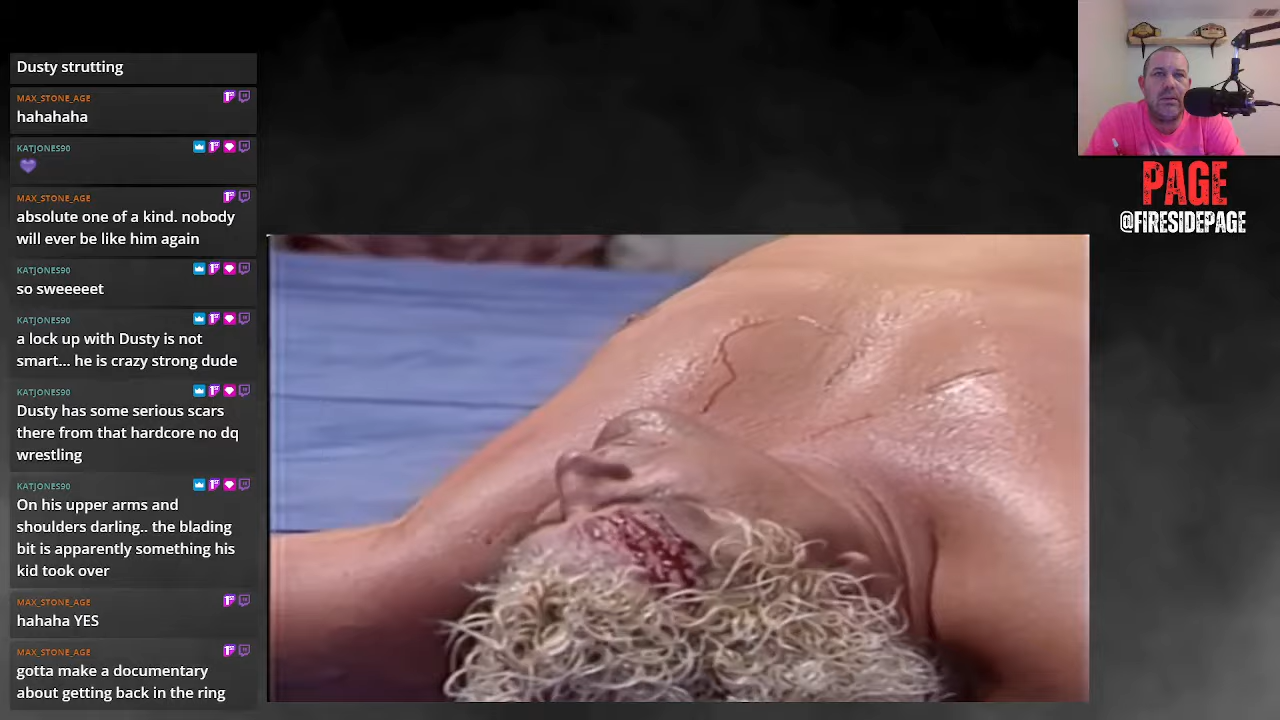 Dusty strutting
MAX_STONE_AGE
hahahaha
KATJONES90
MAX_STONE_AGE
absolute one of a kind. nobody
will ever be like him again
KATJONES90
so sweeeeet
KATJONES90
a lock up with Dusty is not
smart... he is crazy strong dude
KATJONES90
Dusty has some serious scars
there from that hardcore no dq
wrestling
KATJONES90
On his upper arms and
shoulders darling.. the blading
bit is apparently something his
kid took over
MAX_STONE_AGE
hahaha YES
MAX_STONE_AGE
gotta make a documentary
about getting back in the ring
PAGE
@FIRESIDEPAGE